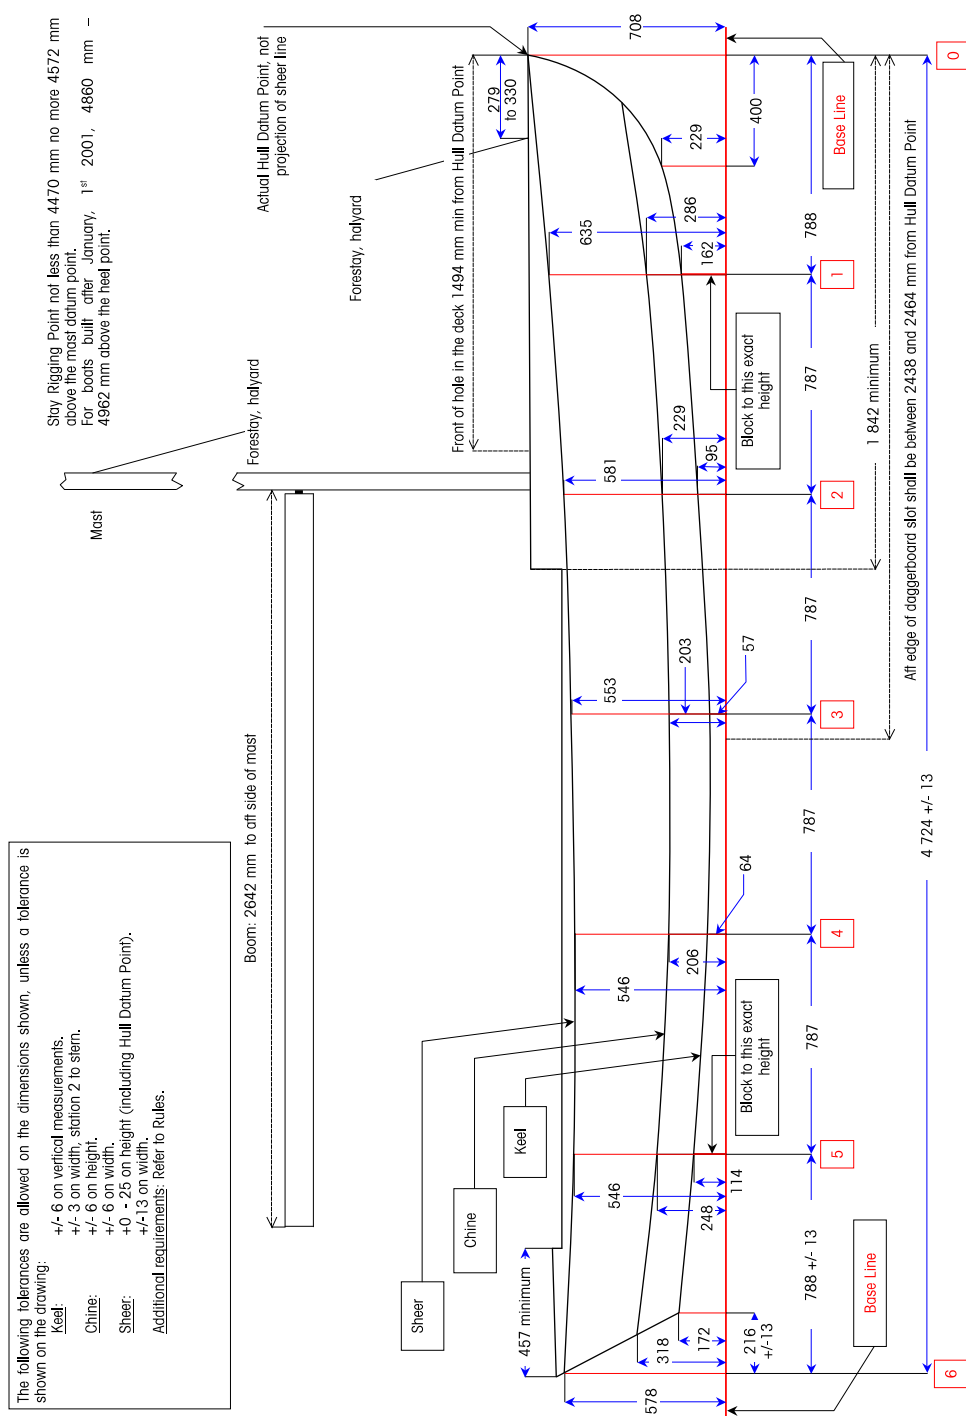 The following tolerances are allowed on the dimensions shown, unless a tolerance is
shown on the drawing:
Keel: +/- 6 on vertical measurements.
+/- 3 on width, station 2 to stern.
Chine: +/- 6 on height.
+/- 6 on width.
Sheer: +0 - 25 on height (including Hull Datum Point).
+/-13 on width.
Additional requirements: Refer to Rules.
Stay Rigging Point not less than 4470 mm no more 4572 mm
above the mast datum point.
For boats built after January, 1st 2001, 4860 mm –
4962 mm above the heel point.
Mast
Forestay, halyard
Boom: 2642 mm to aft side of mast
Actual Hull Datum Point, not
projection of sheer line
Forestay, halyard
Front of hole in the deck 1494 mm min from Hull Datum Point
279
to 330
708
Sheer
Chine
Keel
457 minimum
578
318
172
216
+/-13
546
248
114
546
206
64
553
203
57
581
229
95
635
286
162
229
400
Block to this exact
height
Block to this exact
height
Base Line
Base Line
788 +/- 13
787
787
787
787
788
1 842 minimum
Aft edge of daggerboard slot shall be between 2438 and 2464 mm from Hull Datum Point
4 724 +/- 13
6
5
4
3
2
1
0